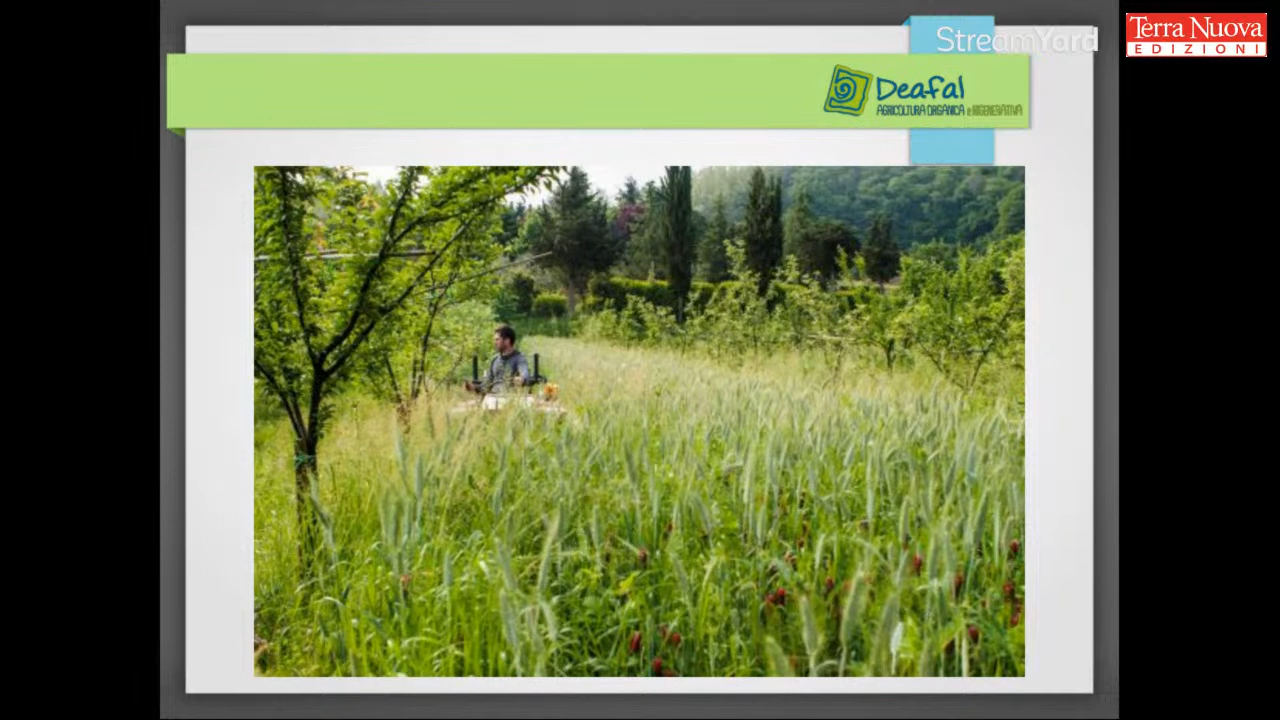 StreamYard
Terra Nuova
EDIZIONI
Deafal
AGRICOLTURA ORGANICA e RIGENERATIVA